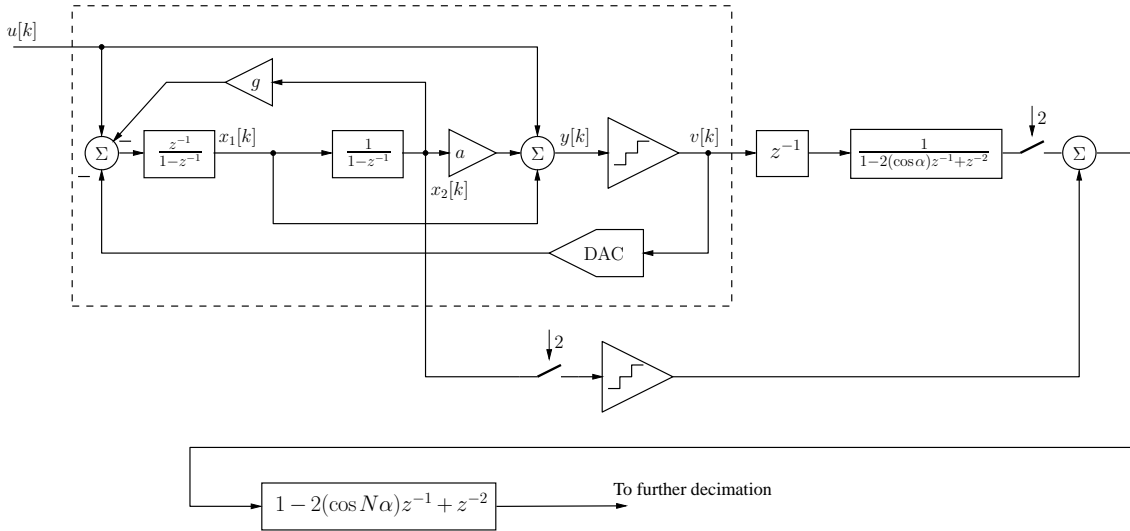 u[k]
g
2
Σ
z^{-1}
1−z^{-1}
x_1[k]
1
1−z^{-1}
a
x_2[k]
Σ
y[k]
v[k]
z^{-1}
1
1−2(cos α)z^{-1}+z^{-2}
Σ
DAC
2
1 − 2(cos Nα)z^{-1} + z^{-2}
To further decimation